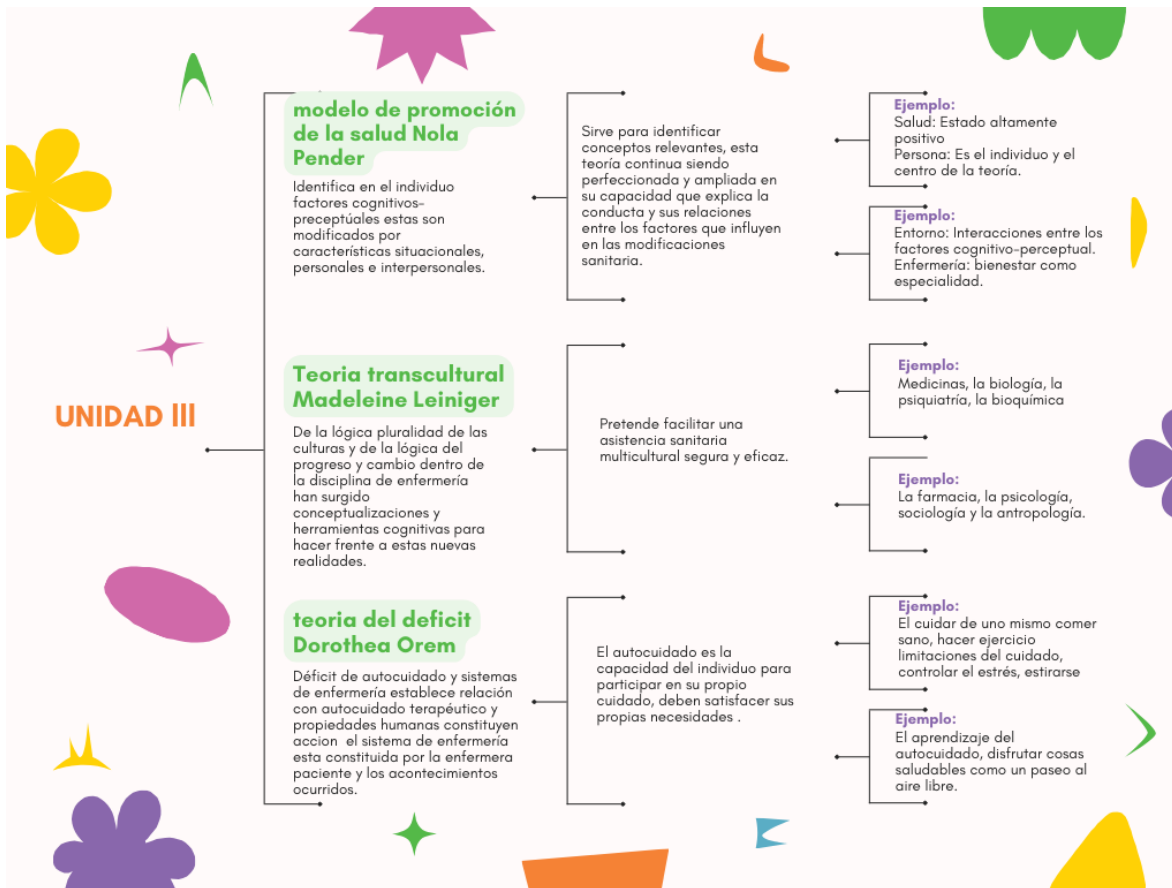 UNIDAD lll
modelo de promoción
de la salud Nola
Pender
Identifica en el individuo
factores cognitivos-
preceptúales estas son
modificados por
características situacionales,
personales e interpersonales.
Sirve para identificar
conceptos relevantes, esta
teoría continua siendo
perfeccionada y ampliada en
su capacidad que explica la
conducta y sus relaciones
entre los factores que influyen
en las modificaciones
sanitaria.
Ejemplo:
Salud: Estado altamente
positivo
Persona: Es el individuo y el
centro de la teoría.
Ejemplo:
Entorno: Interacciones entre los
factores cognitivo-perceptual.
Enfermería: bienestar como
especialidad.
Teoria transcultural
Madeleine Leiniger
De la lógica pluralidad de las
culturas y de la lógica del
progreso y cambio dentro de
la disciplina de enfermería
han surgido
conceptualizaciones y
herramientas cognitivas para
hacer frente a estas nuevas
realidades.
Pretende facilitar una
asistencia sanitaria
multicultural segura y eficaz.
Ejemplo:
Medicinas, la biología, la
psiquiatría, la bioquímica
Ejemplo:
La farmacia, la psicología,
sociología y la antropología.
teoria del deficit
Dorothea Orem
Déficit de autocuidado y sistemas
de enfermería establece relación
con autocuidado terapéutico y
propiedades humanas constituyen
accion el sistema de enfermería
esta constituida por la enfermera
paciente y los acontecimientos
ocurridos.
El autocuidado es la
capacidad del individuo para
participar en su propio
cuidado, deben satisfacer sus
propias necesidades .
Ejemplo:
El cuidar de uno mismo comer
sano, hacer ejercicio
limitaciones del cuidado,
controlar el estrés, estirarse
Ejemplo:
El aprendizaje del
autocuidado, disfrutar cosas
saludables como un paseo al
aire libre.